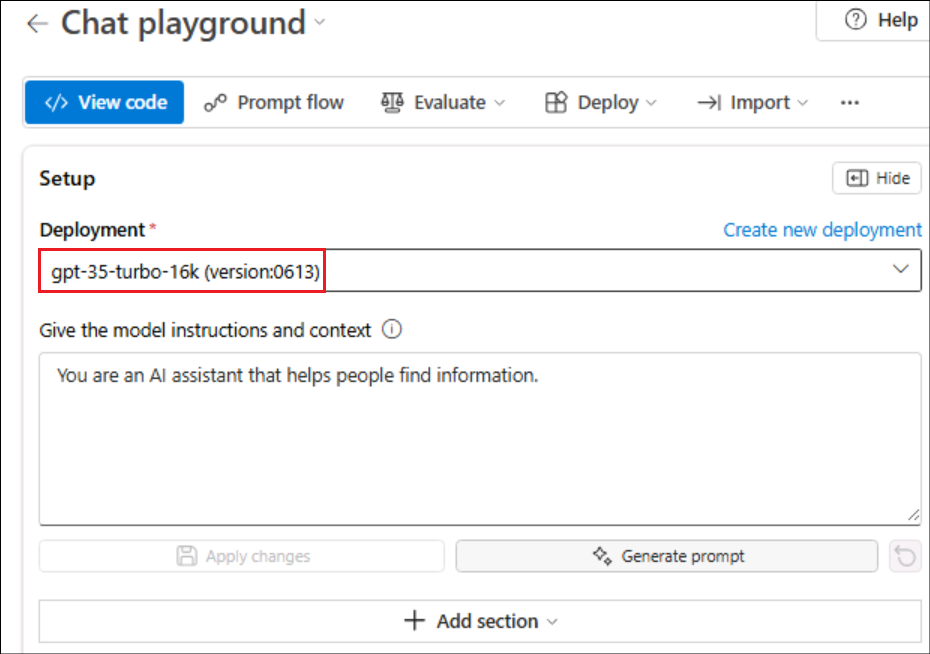 Chat playground
Help
View code Prompt flow Evaluate Deploy Import ...
Setup
Hide
Deployment *
Create new deployment
gpt-35-turbo-16k (version:0613)
Give the model instructions and context
You are an AI assistant that helps people find information.
Apply changes
Generate prompt
Add section